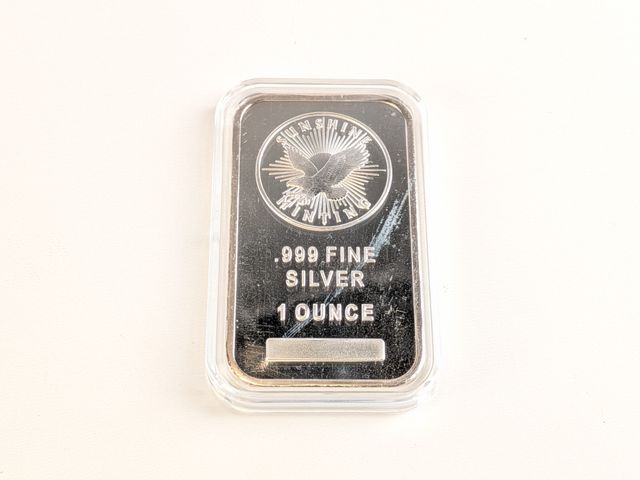 SUNSHINE
MINTING
.999 FINE
SILVER
1 OUNCE